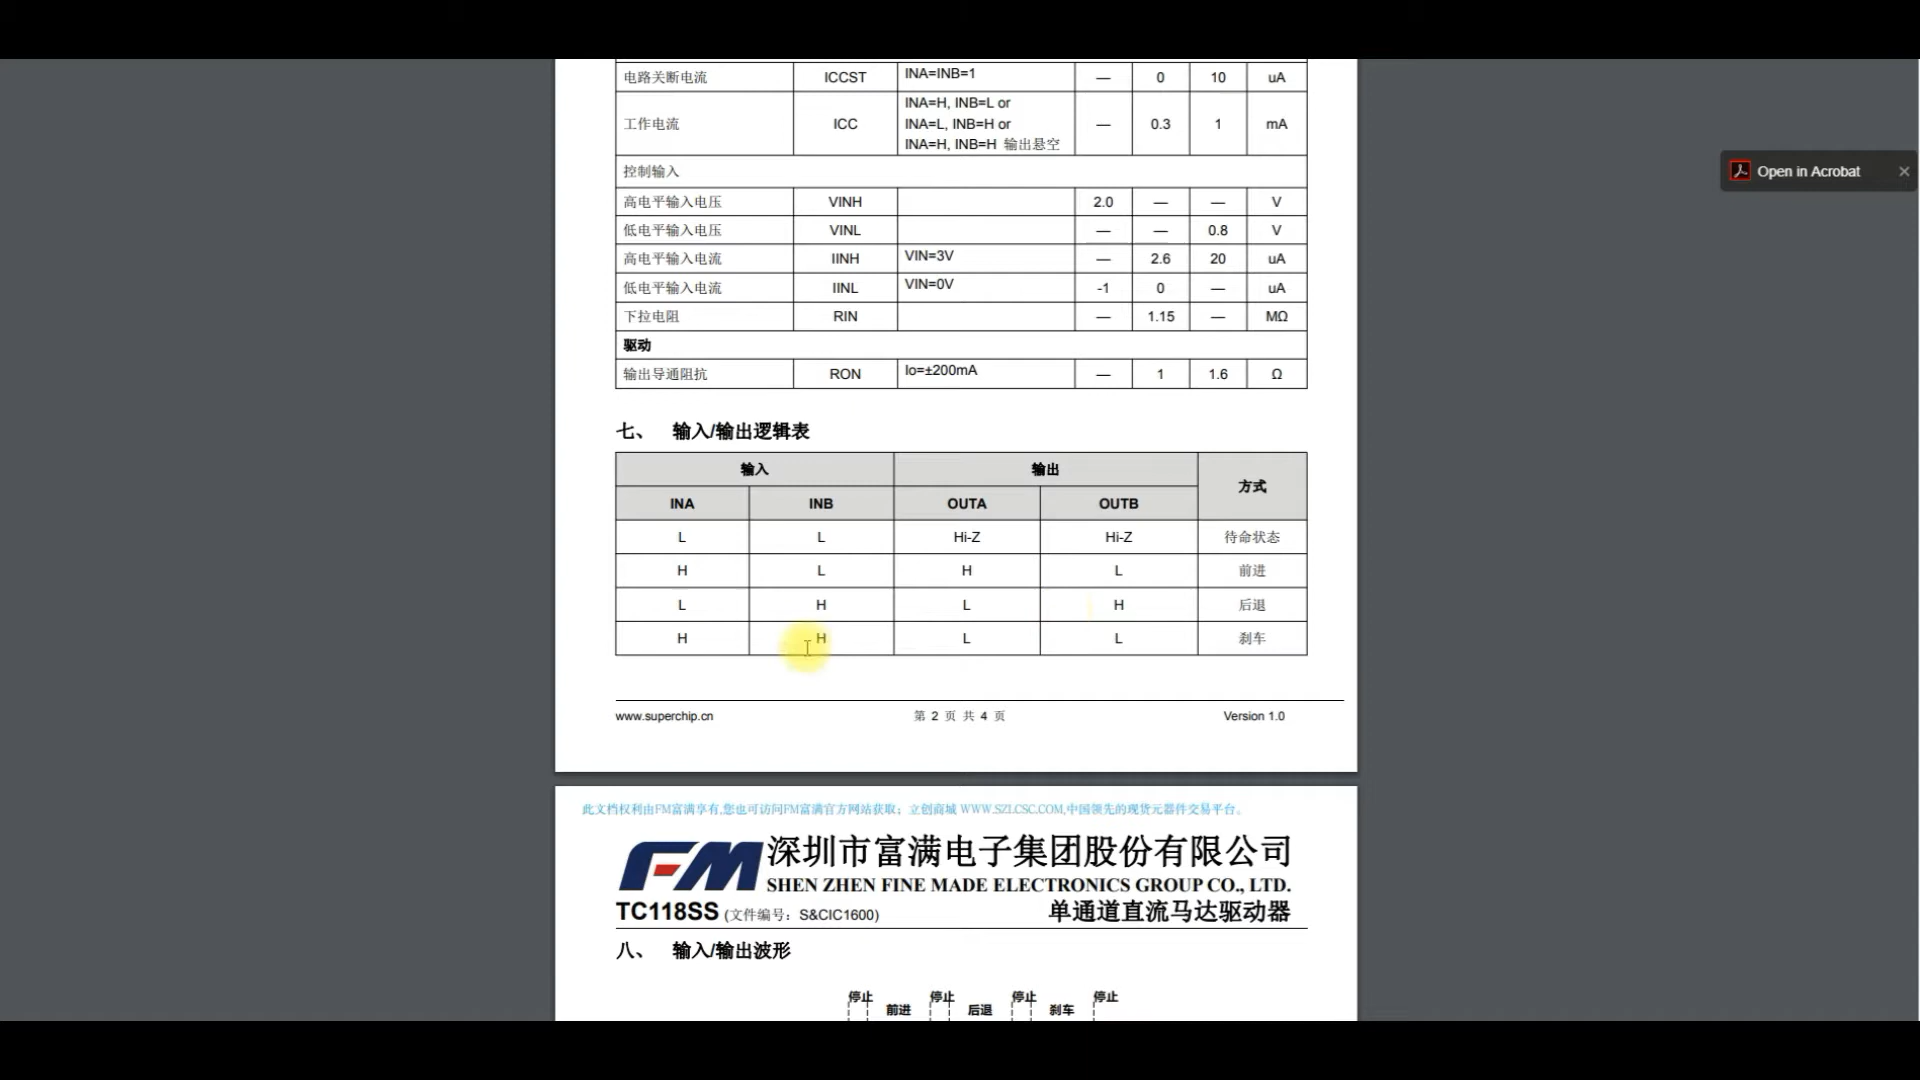 电路关断电流 ICCST INA=INB=1 — 0 10 uA
INA=H, INB=L or
工作电流 ICC INA=L, INB=H or — 0.3 1 mA
INA=H, INB=H 输出悬空
控制输入
高电平输入电压 VINH 2.0 — — V
低电平输入电压 VINL — — 0.8 V
高电平输入电流 IINH VIN=3V — 2.6 20 uA
低电平输入电流 IINL VIN=0V -1 0 — uA
下拉电阻 RIN — 1.15 — MΩ
驱动
输出导通阻抗 RON Io=±200mA — 1 1.6 Ω
七、 输入/输出逻辑表
输入 输出 方式
INA INB OUTA OUTB
L L Hi-Z Hi-Z 待命状态
H L H L 前进
L H L H 后退
H H L L 刹车
www.superchip.cn 第 2 页 共 4 页 Version 1.0
此文档权利由FM富满享有,您也可访问FM富满官方网站获取；立创商城 WWW.SZLCSC.COM,中国领先的现货元器件交易平台。
FM 深圳市富满电子集团股份有限公司
SHEN ZHEN FINE MADE ELECTRONICS GROUP CO., LTD.
TC118SS (文件编号：S&CIC1600) 单通道直流马达驱动器
八、 输入/输出波形
停止 停止 停止 停止
前进 后退 刹车
Open in Acrobat